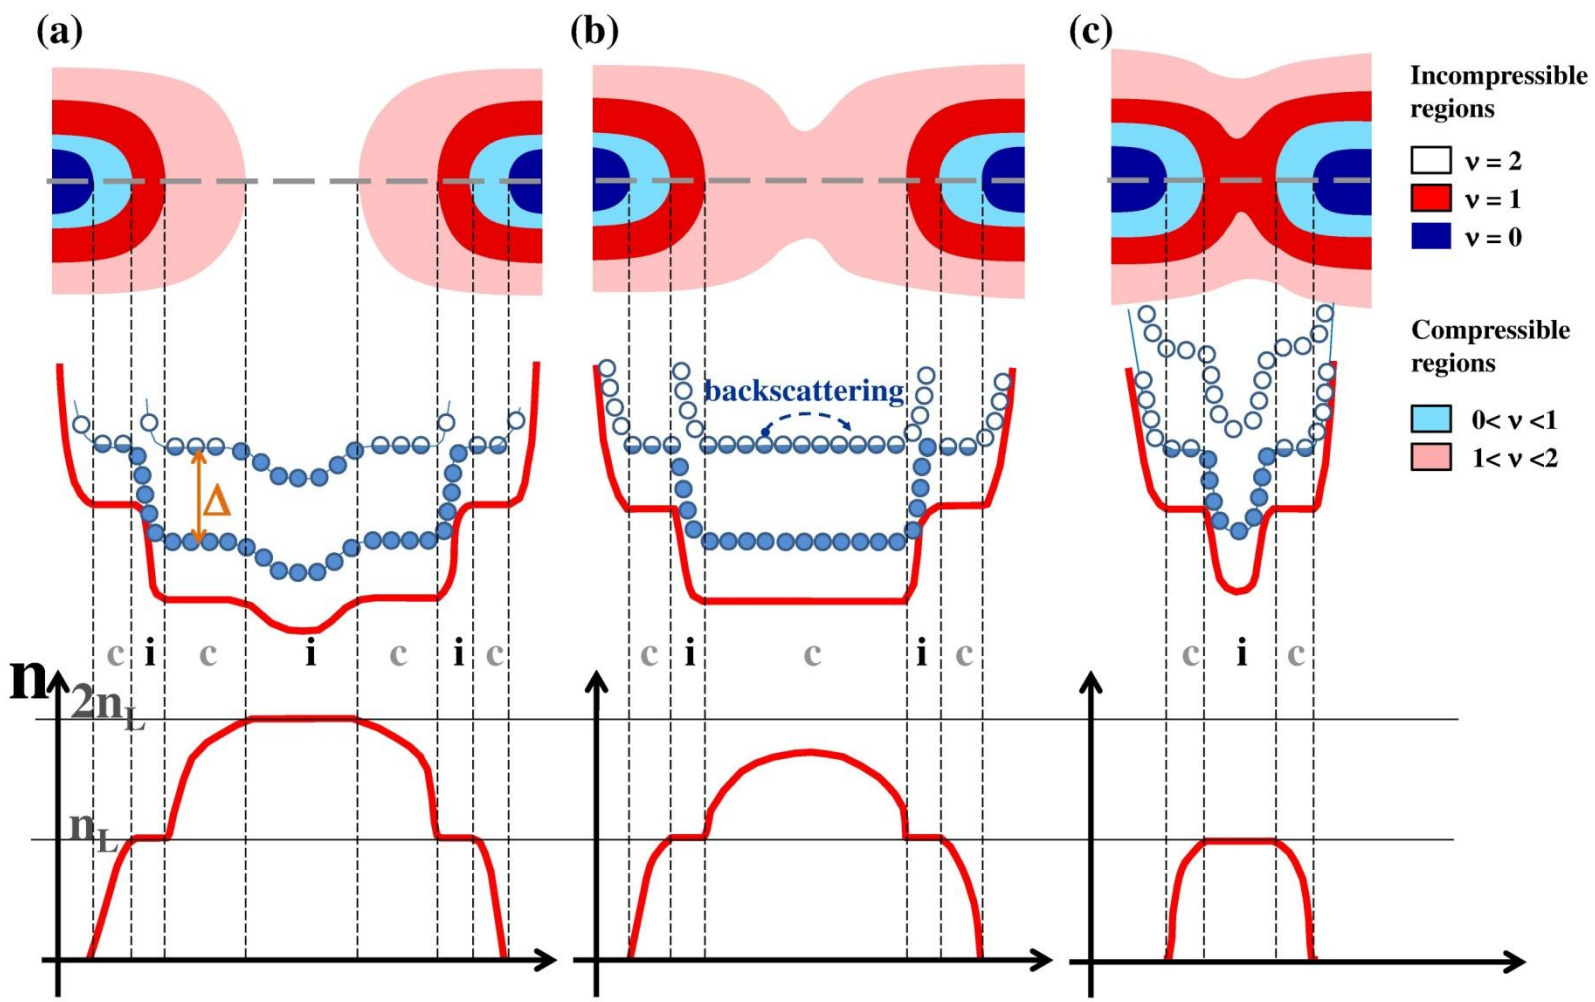 (a)
(b)
(c)
Incompressible
regions
ν = 2
ν = 1
ν = 0
Compressible
regions
0< ν <1
1< ν <2
backscattering
Δ
c i c i c i c
c i c i c
c i c
n
2n_L
n_L